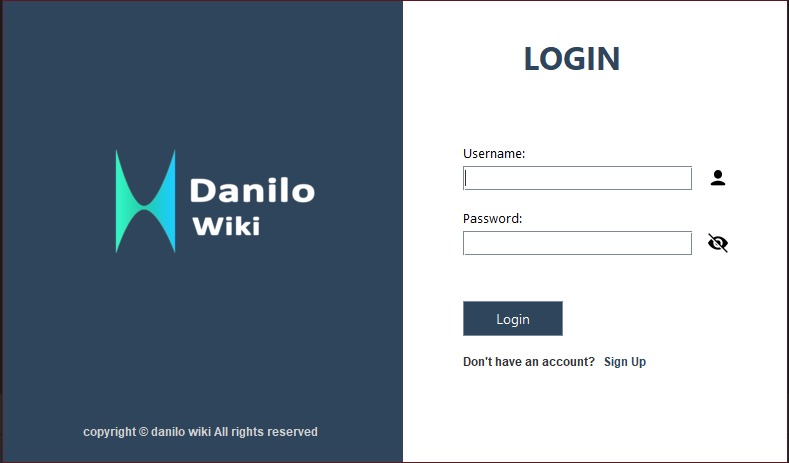 Danilo
Wiki
copyright © danilo wiki All rights reserved
LOGIN
Username:
Password:
Login
Don't have an account? Sign Up